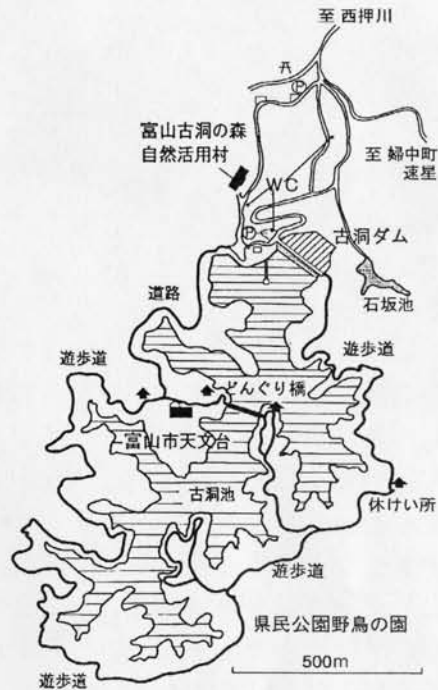 至 西押川
P
富山古洞の森
自然活用村
至 婦中町
速星
WC
P
古洞ダム
石坂池
道路
遊歩道
遊歩道
どんぐり橋
富山市天文台
古洞池
休けい所
遊歩道
県民公園野鳥の園
500m
遊歩道